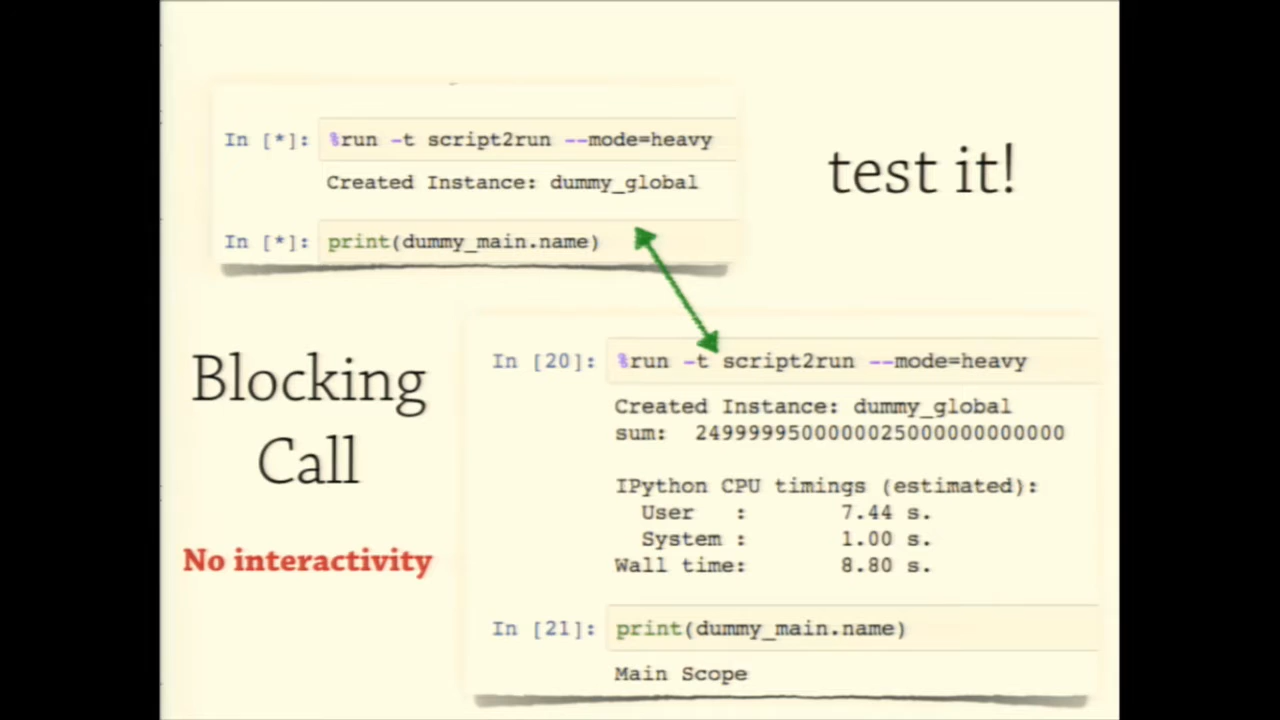 In [*]: %run -t script2run --mode=heavy
Created Instance: dummy_global
In [*]: print(dummy_main.name)
test it!
Blocking
Call
No interactivity
In [20]: %run -t script2run --mode=heavy
Created Instance: dummy_global
sum: 2499999500000025000000000000
IPython CPU timings (estimated):
User : 7.44 s.
System : 1.00 s.
Wall time: 8.80 s.
In [21]: print(dummy_main.name)
Main Scope